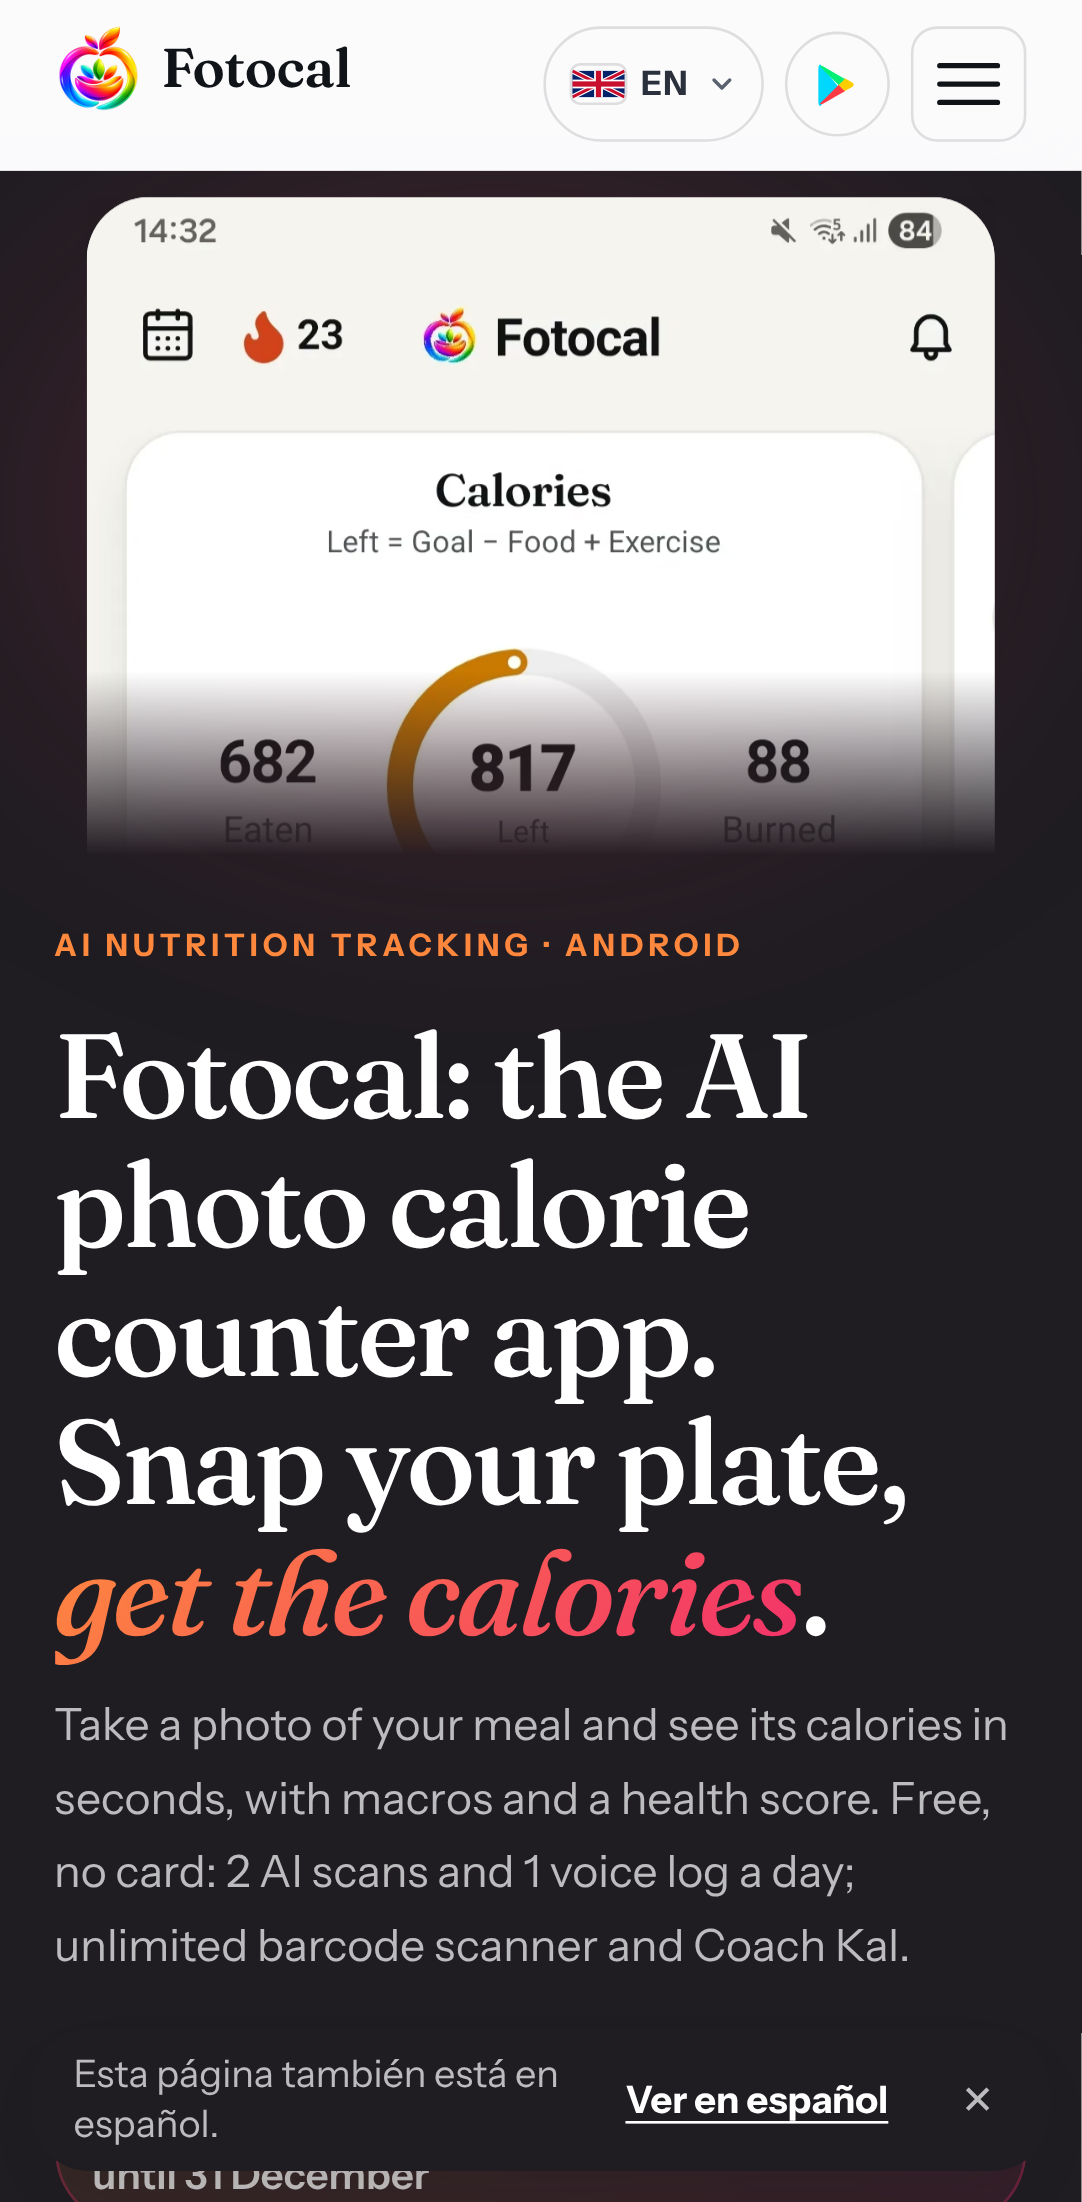 Fotocal
EN
14:32
84
23
Fotocal
Calories
Left = Goal − Food + Exercise
682
817
88
Eaten
Left
Burned
AI NUTRITION TRACKING · ANDROID
Fotocal: the AI
photo calorie
counter app.
Snap your plate,
get the calories.
Take a photo of your meal and see its calories in
seconds, with macros and a health score. Free,
no card: 2 AI scans and 1 voice log a day;
unlimited barcode scanner and Coach Kal.
Esta página también está en
español.
Ver en español
until 31 December